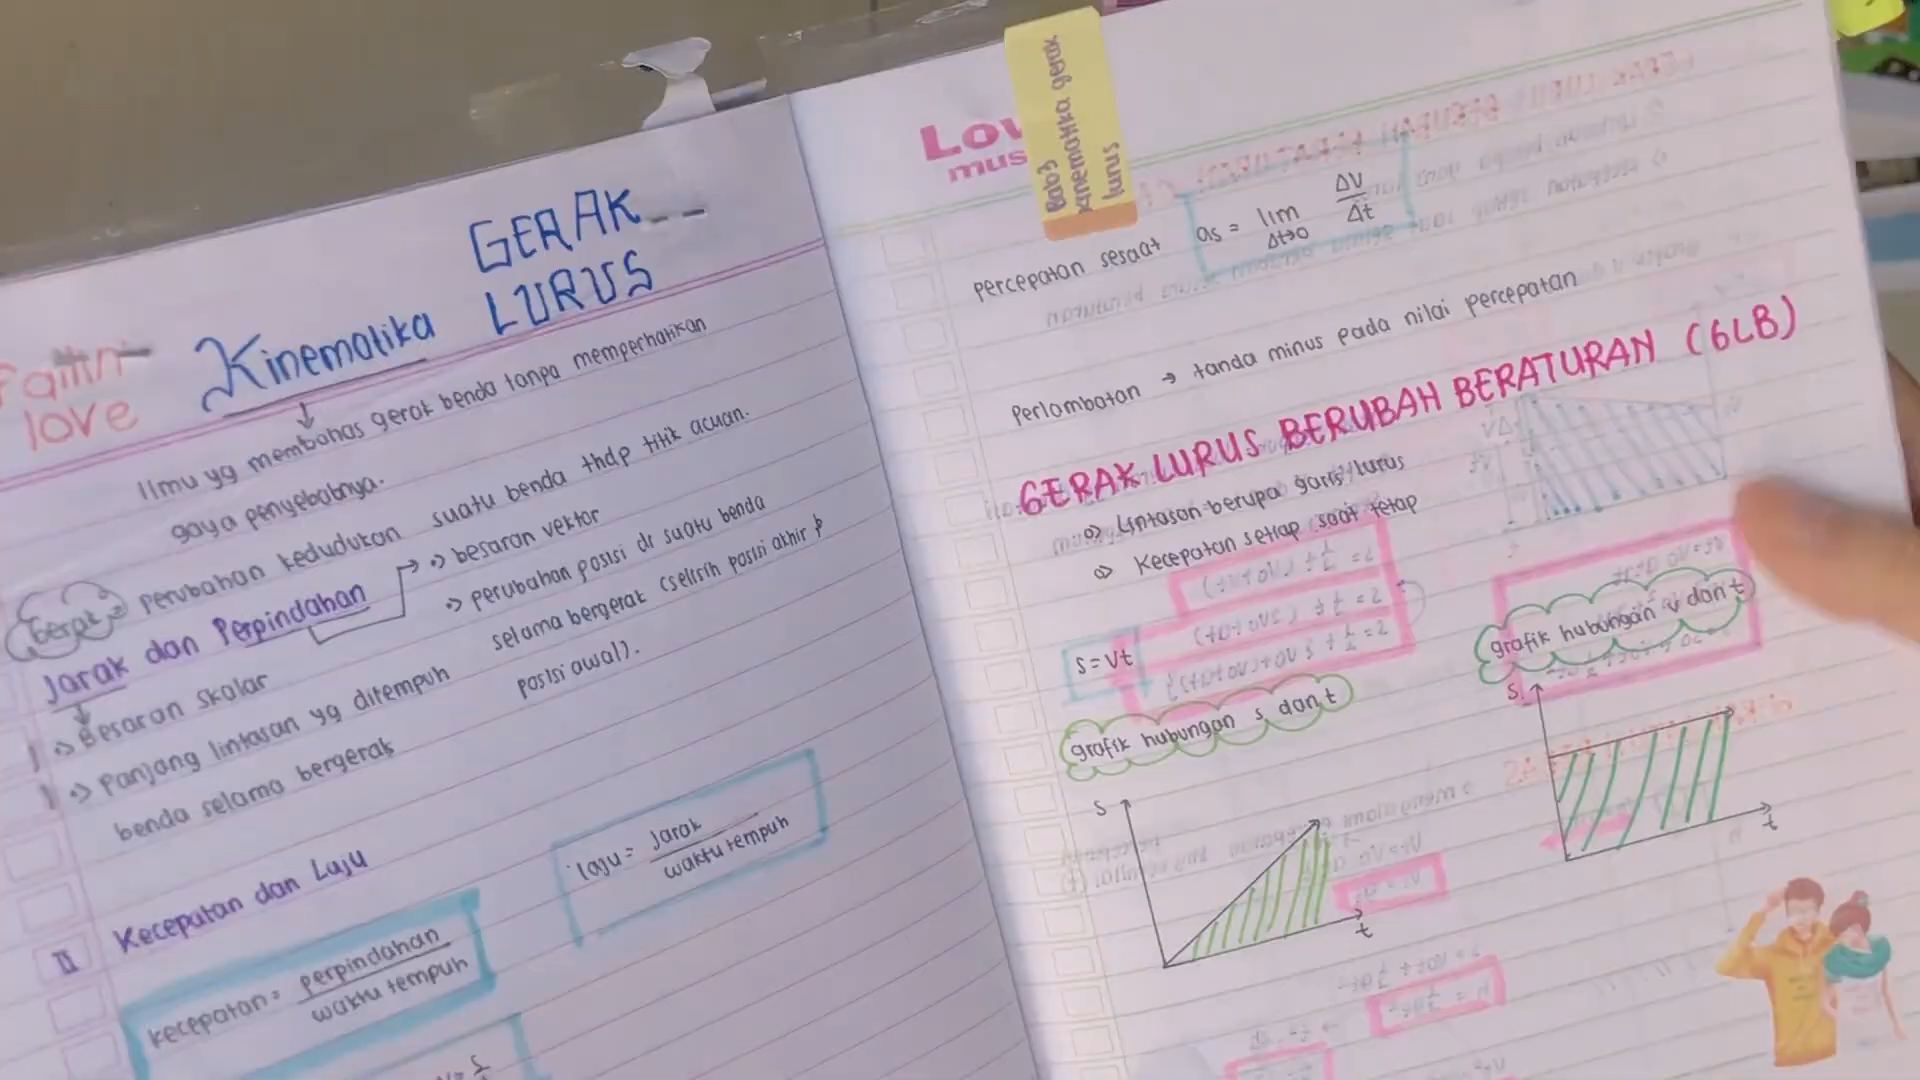 GERAK
Kinematika LURUS
Faith
love
Ilmu yg membahas gerak benda tanpa memperhatikan
gaya penyebabnya.
Gerak = perubahan kedudukan suatu benda thdp titik acuan.
Jarak dan Perpindahan
besaran vektor
perubahan posisi dr suatu benda
selama bergerak (selisih posisi akhir &
posisi awal).
Besaran skalar
Panjang lintasan yg ditempuh
benda selama bergerak
II Kecepatan dan Laju
kecepatan = perpindahan
waktu tempuh
laju = Jarak
waktu tempuh
Bab3
kinematika gerak
lurus
percepatan sesaat as = lim Δt→0 ΔV/Δt
Perlambatan → tanda minus pada nilai percepatan
GERAK LURUS BERUBAH BERATURAN (GLB)
Lintasan berupa garis lurus
Kecepatan setiap saat tetap
s = vt
grafik hubungan s dan t
s
t
grafik hubungan v dan t
s
t